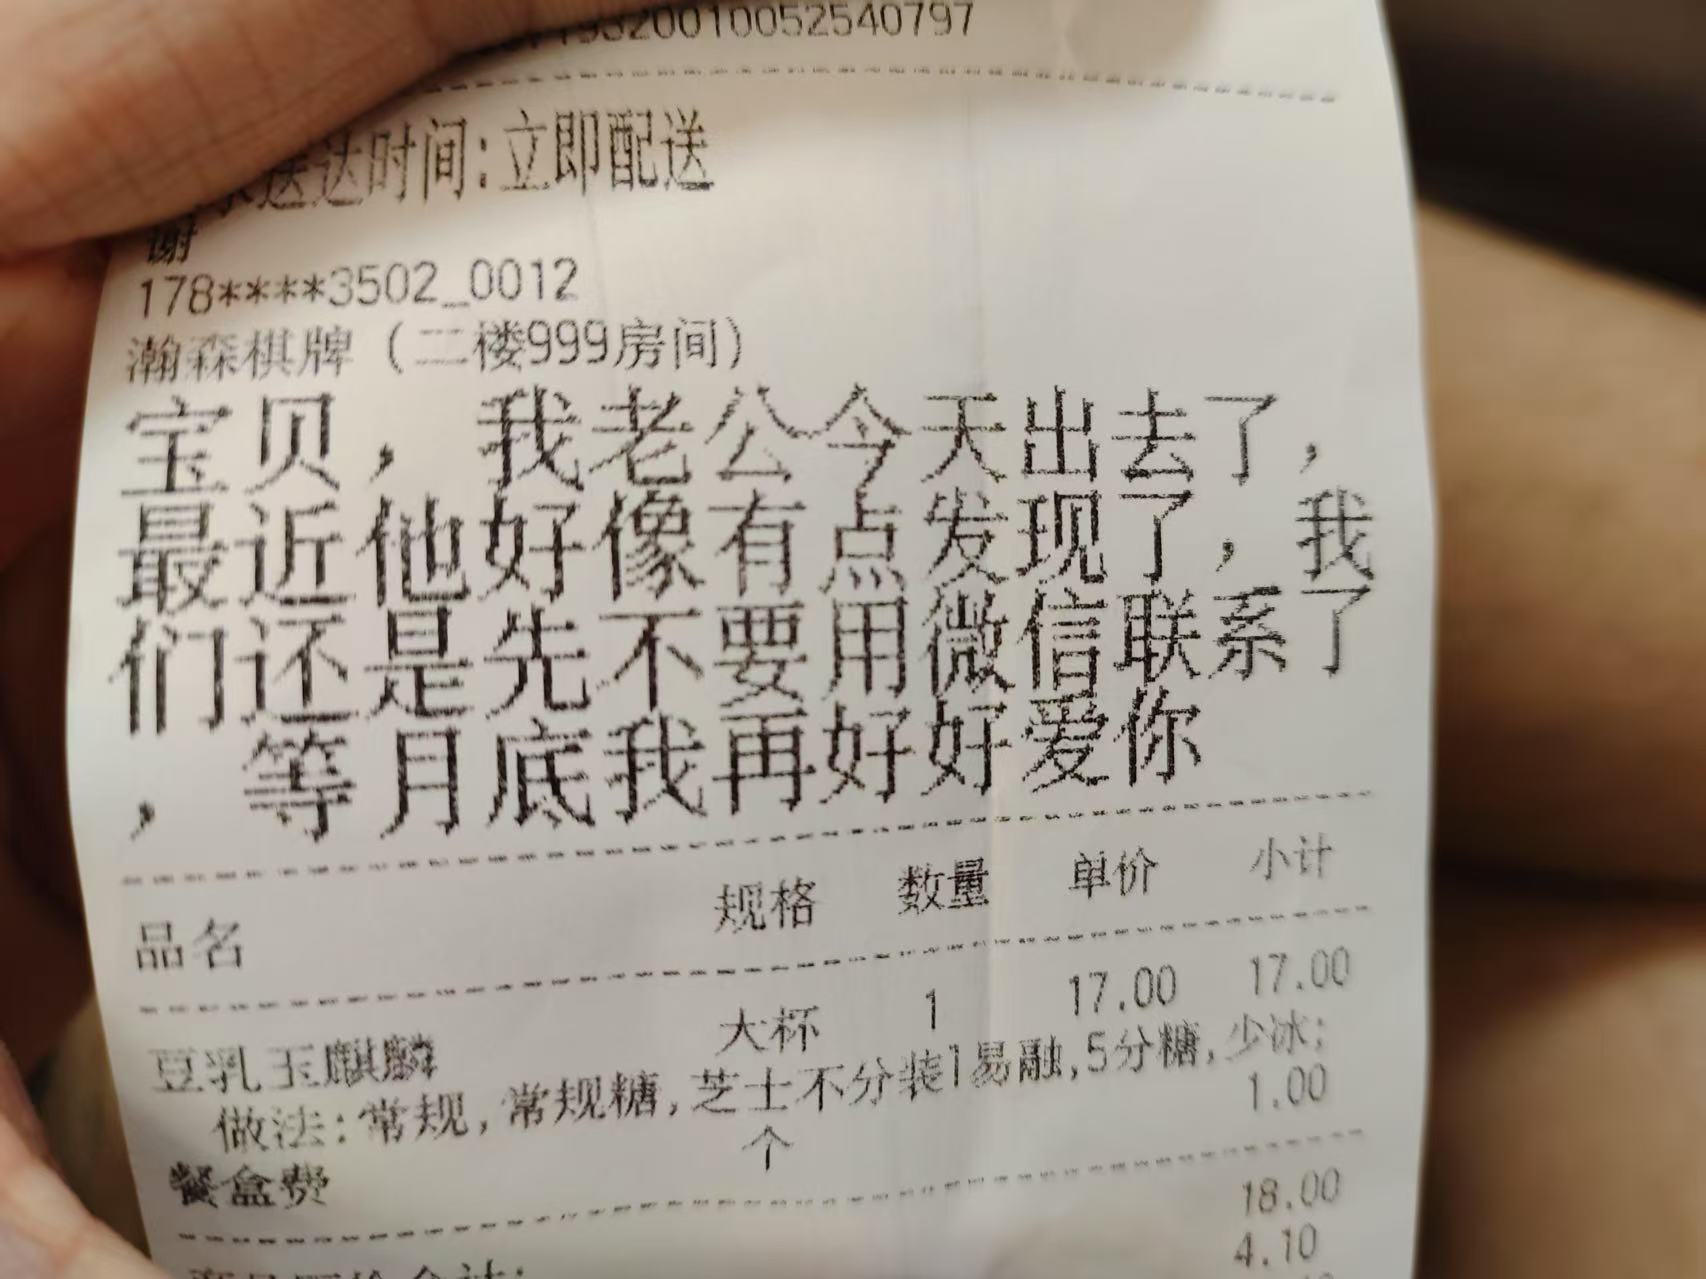 320010052540797
送达时间:立即配送
谢
178****3502_0012
瀚森棋牌（二楼999房间）
宝贝，我老公今天出去了，
最近他好像有点发现了，我
们还是先不要用微信联系了
，等月底我再好好爱你
品名 规格 数量 单价 小计
豆乳玉麒麟 大杯 1 17.00 17.00
做法:常规,常规糖,芝士不分装1易融,5分糖,少冰;
餐盒费 个 1.00
18.00
4.10